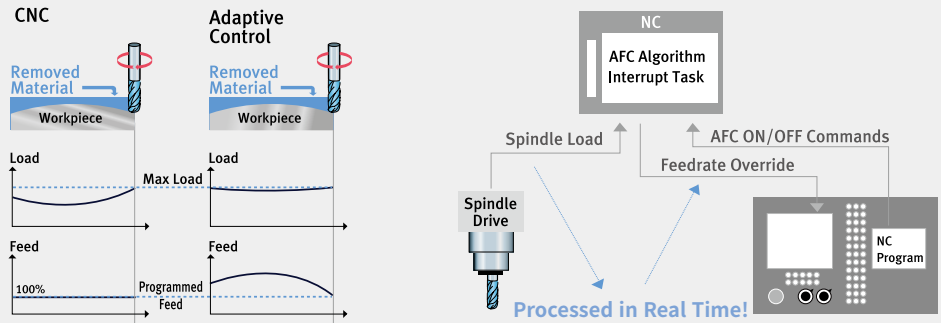 CNC
Adaptive
Control
Removed
Material
Workpiece
Removed
Material
Workpiece
Load
Max Load
Load
Feed
100%
Programmed
Feed
Feed
NC
AFC Algorithm
Interrupt Task
Spindle Load
AFC ON/OFF Commands
Feedrate Override
Spindle
Drive
NC
Program
Processed in Real Time!